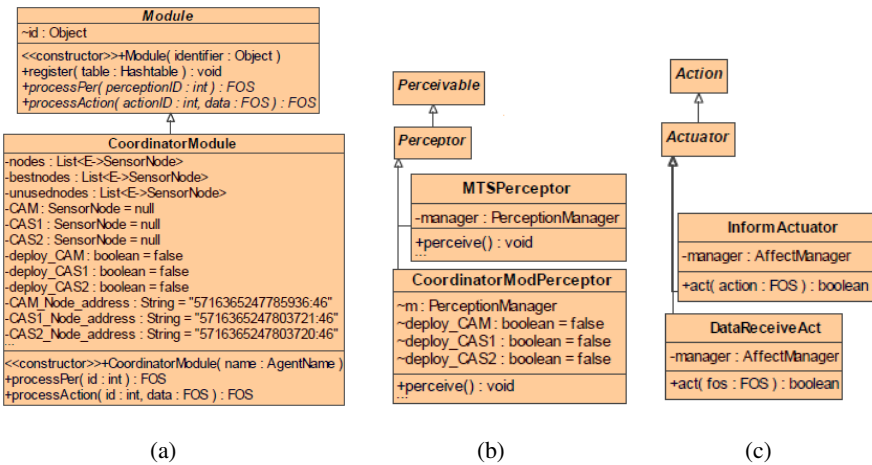 Module
~id : Object
<<constructor>>+Module( identifier : Object )
+register( table : Hashtable ) : void
+processPer( perceptionID : int ) : FOS
+processAction( actionID : int, data : FOS ) : FOS
CoordinatorModule
-nodes : List<E->SensorNode>
-bestnodes : List<E->SensorNode>
-unusednodes : List<E->SensorNode>
-CAM : SensorNode = null
-CAS1 : SensorNode = null
-CAS2 : SensorNode = null
-deploy_CAM : boolean = false
-deploy_CAS1 : boolean = false
-deploy_CAS2 : boolean = false
-CAM_Node_address : String = "5716365247785936:46"
-CAS1_Node_address : String = "5716365247803721:46"
-CAS2_Node_address : String = "5716365247803720:46"
...
<<constructor>>+CoordinatorModule( name : AgentName )
+processPer( id : int ) : FOS
+processAction( id : int, data : FOS ) : FOS
(a)
Perceivable
Perceptor
MTSPerceptor
-manager : PerceptionManager
+perceive() : void
...
CoordinatorModPerceptor
~m : PerceptionManager
~deploy_CAM : boolean = false
~deploy_CAS1 : boolean = false
~deploy_CAS2 : boolean = false
+perceive() : void
...
(b)
Action
Actuator
InformActuator
-manager : AffectManager
+act( action : FOS ) : boolean
DataReceiveAct
-manager : AffectManager
+act( fos : FOS ) : boolean
(c)